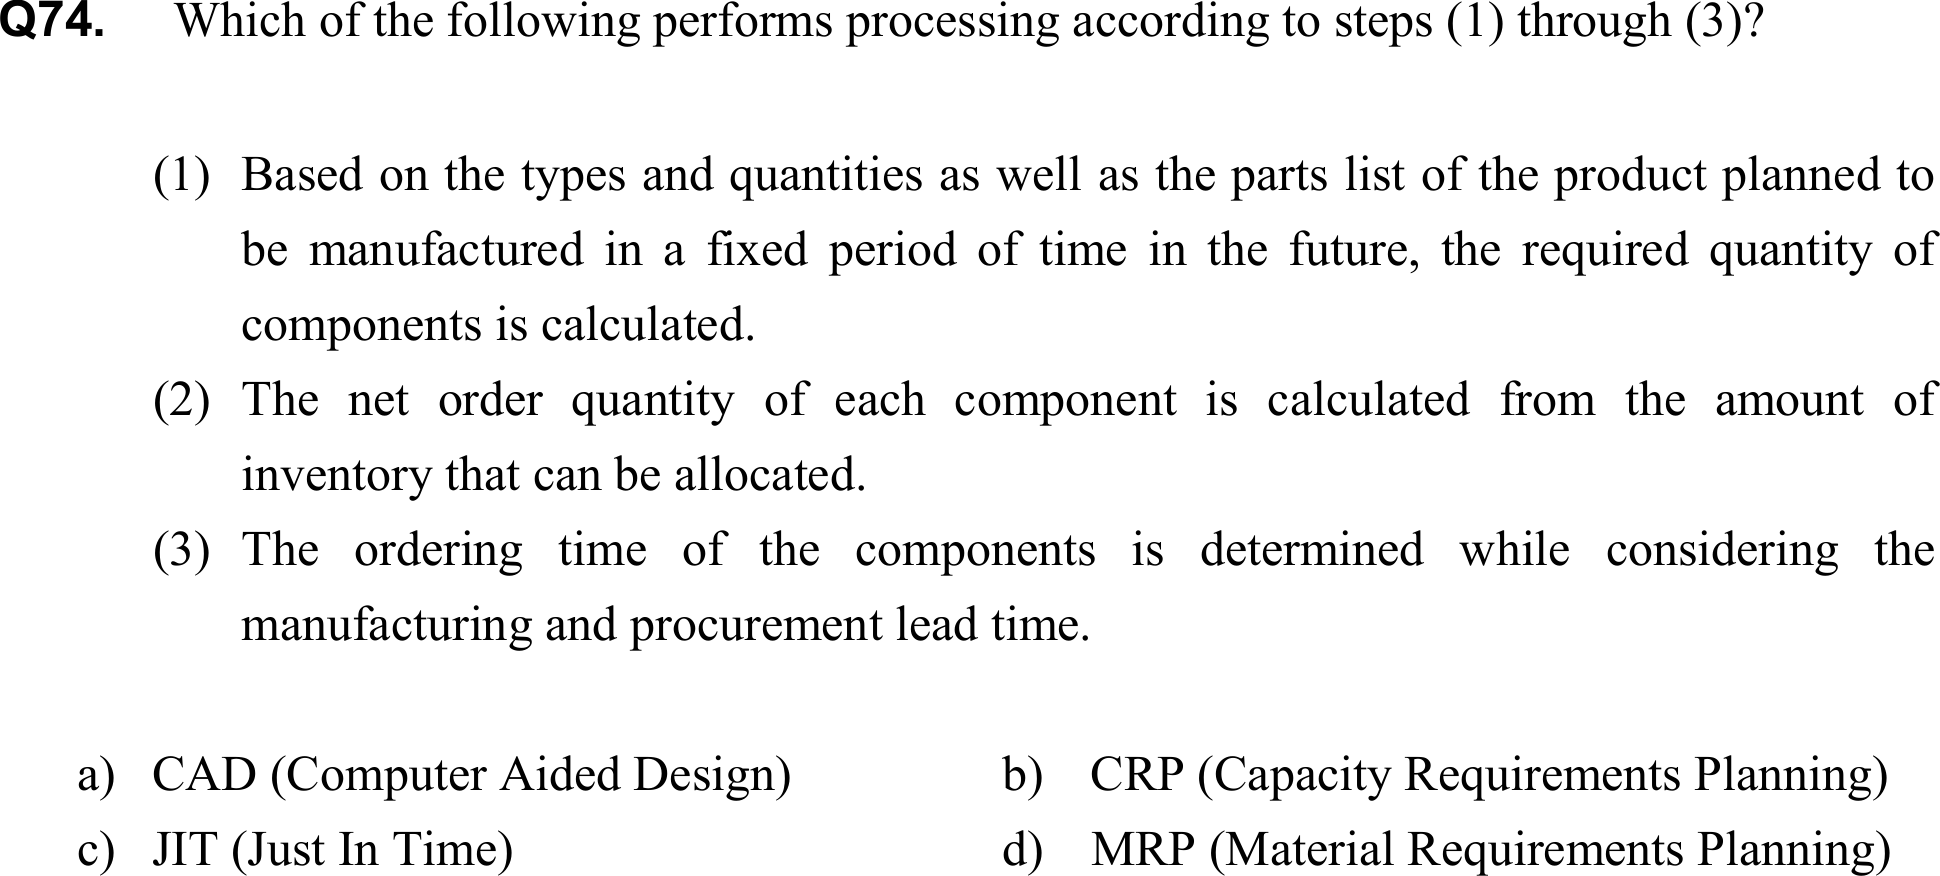 Q74. Which of the following performs processing according to steps (1) through (3)?
(1) Based on the types and quantities as well as the parts list of the product planned to
be manufactured in a fixed period of time in the future, the required quantity of
components is calculated.
(2) The net order quantity of each component is calculated from the amount of
inventory that can be allocated.
(3) The ordering time of the components is determined while considering the
manufacturing and procurement lead time.
a) CAD (Computer Aided Design) b) CRP (Capacity Requirements Planning)
c) JIT (Just In Time) d) MRP (Material Requirements Planning)